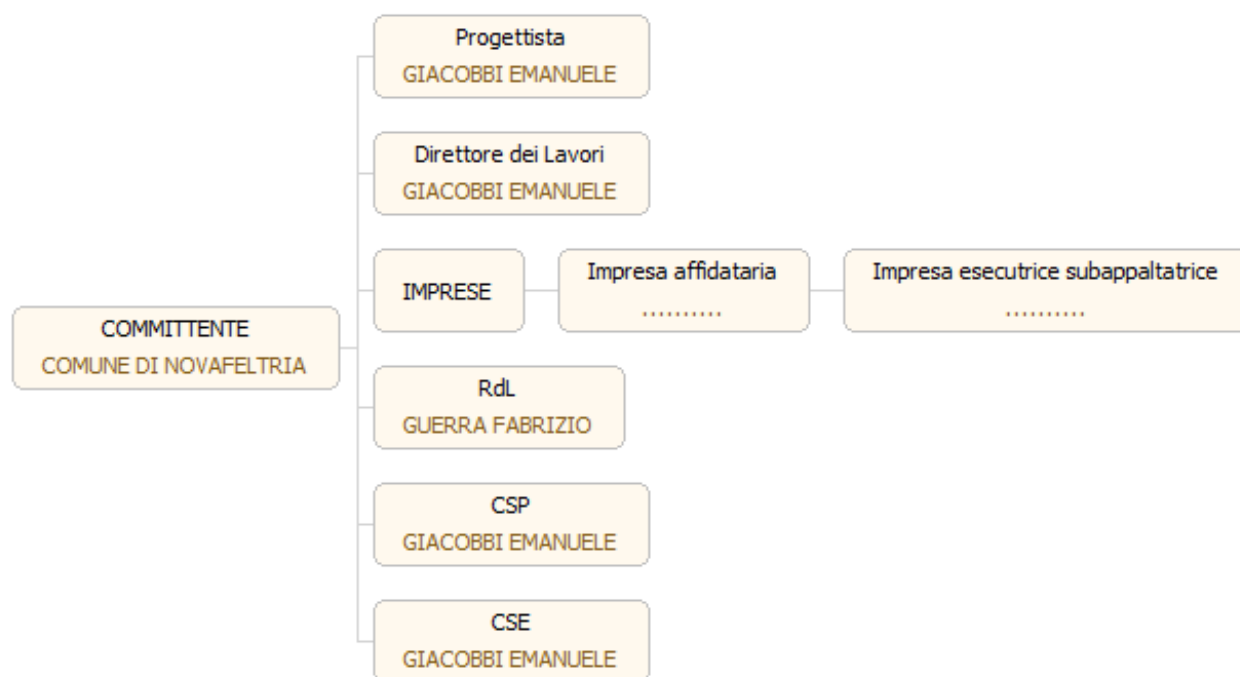 Progettista
GIACOBBI EMANUELE
Direttore dei Lavori
GIACOBBI EMANUELE
IMPRESE
Impresa affidataria
..........
Impresa esecutrice subappaltatrice
..........
COMMITTENTE
COMUNE DI NOVAFELTRIA
RdL
GUERRA FABRIZIO
CSP
GIACOBBI EMANUELE
CSE
GIACOBBI EMANUELE